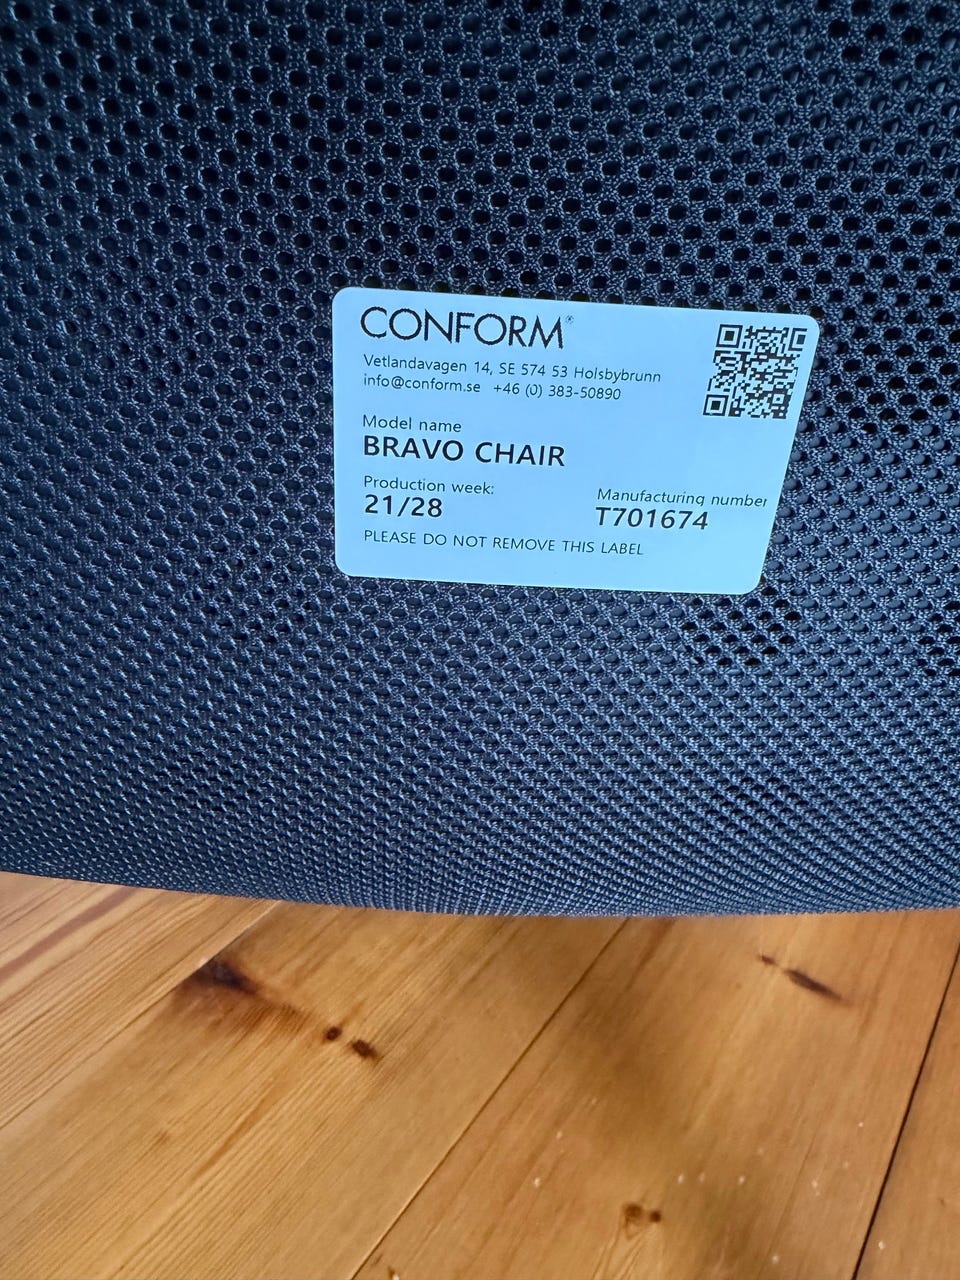 CONFORM®
Vetlandavagen 14, SE 574 53 Holsbybrunn
info@conform.se +46 (0) 383-50890
Model name
BRAVO CHAIR
Production week:
21/28
Manufacturing number
T701674
PLEASE DO NOT REMOVE THIS LABEL